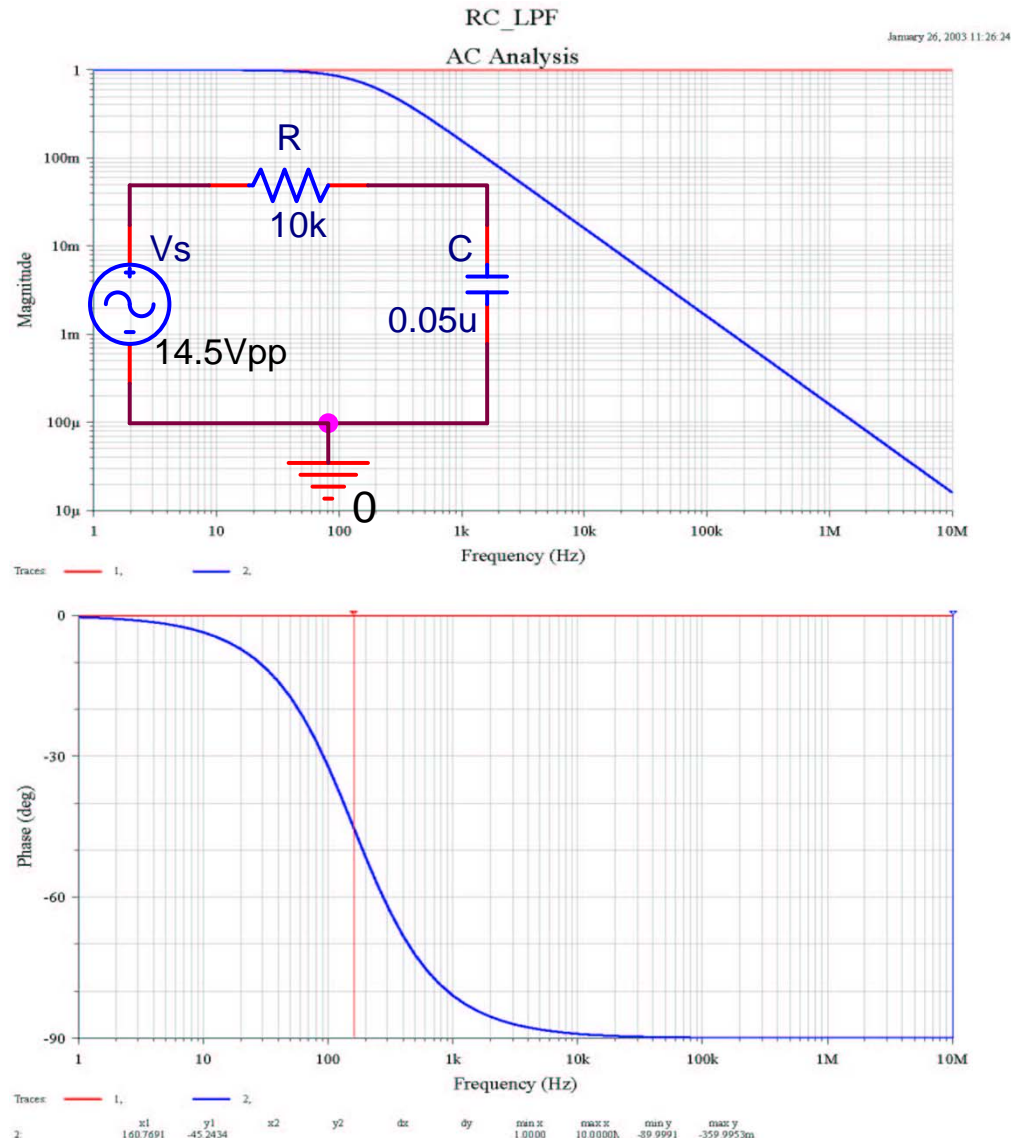 RC_LPF
January 26, 2003 11:26:24
AC Analysis
1
100m
10m
1m
100µ
10µ
Magnitude
R
10k
Vs
14.5Vpp
C
0.05u
0
1 10 100 1k 10k 100k 1M 10M
Frequency (Hz)
Traces: 1, 2,
0
-30
-60
-90
Phase (deg)
1 10 100 1k 10k 100k 1M 10M
Frequency (Hz)
Traces: 1, 2,
x1 y1 x2 y2 dx dy min x max x min y max y
2: 160.7691 -45.2434 1.0000 10.0000M -89.9991 -359.9953m